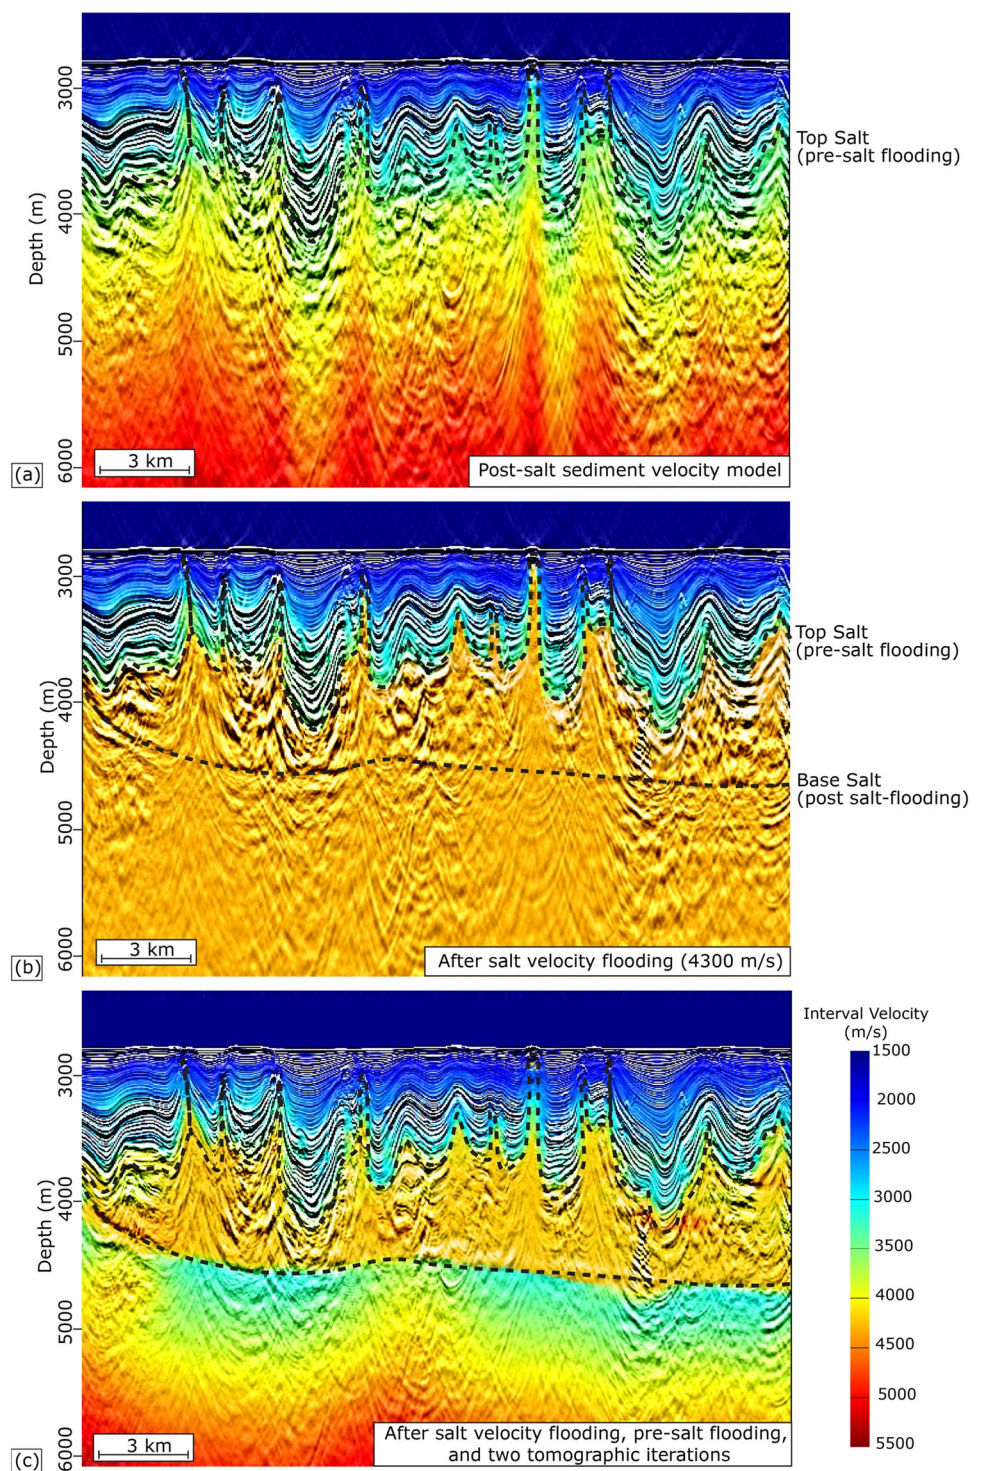 3000
4000
5000
6000
Depth (m)
Top Salt
(pre-salt flooding)
(a)
3 km
Post-salt sediment velocity model
3000
4000
5000
6000
Depth (m)
Top Salt
(pre-salt flooding)
Base Salt
(post salt-flooding)
(b)
3 km
After salt velocity flooding (4300 m/s)
3000
4000
5000
6000
Depth (m)
(c)
3 km
After salt velocity flooding, pre-salt flooding,
and two tomographic iterations
Interval Velocity
(m/s)
1500
2000
2500
3000
3500
4000
4500
5000
5500